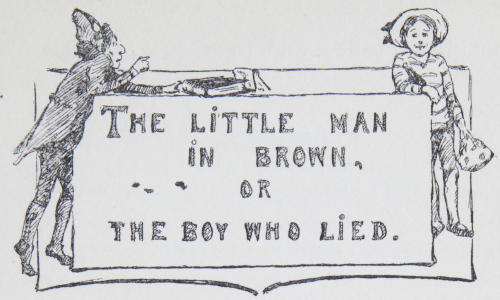 THE LiTTLE MAN
iN BROWN,
OR
THE BOY WHO LiED.